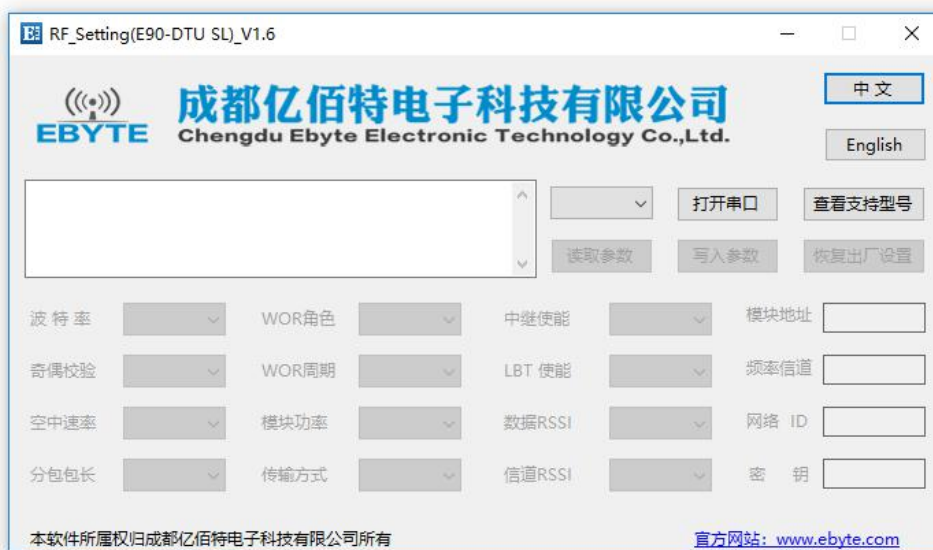 RF_Setting(E90-DTU SL)_V1.6
EBYTE
成都亿佰特电子科技有限公司
Chengdu Ebyte Electronic Technology Co.,Ltd.
中 文
English
打开串口 查看支持型号
读取参数 写入参数 恢复出厂设置
波 特 率 WOR角色 中继使能 模块地址
奇偶校验 WOR周期 LBT 使能 频率信道
空中速率 模块功率 数据RSSI 网络 ID
分包包长 传输方式 信道RSSI 密 钥
本软件所属权归成都亿佰特电子科技有限公司所有 官方网站：www.ebyte.com